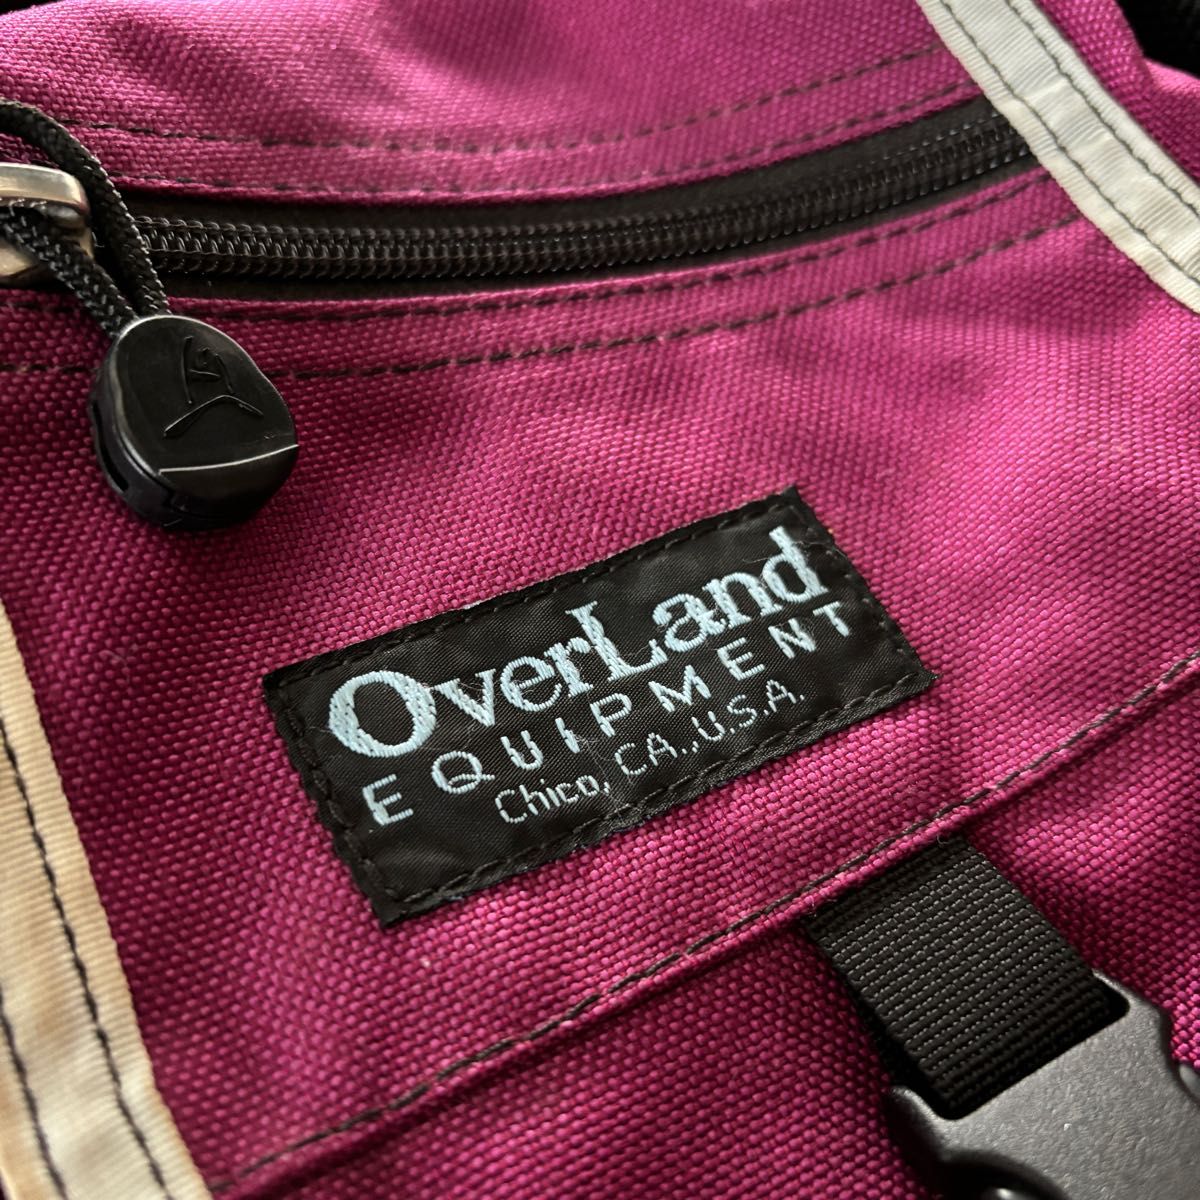 OverLand
EQUIPMENT
Chico, CA., U.S.A.